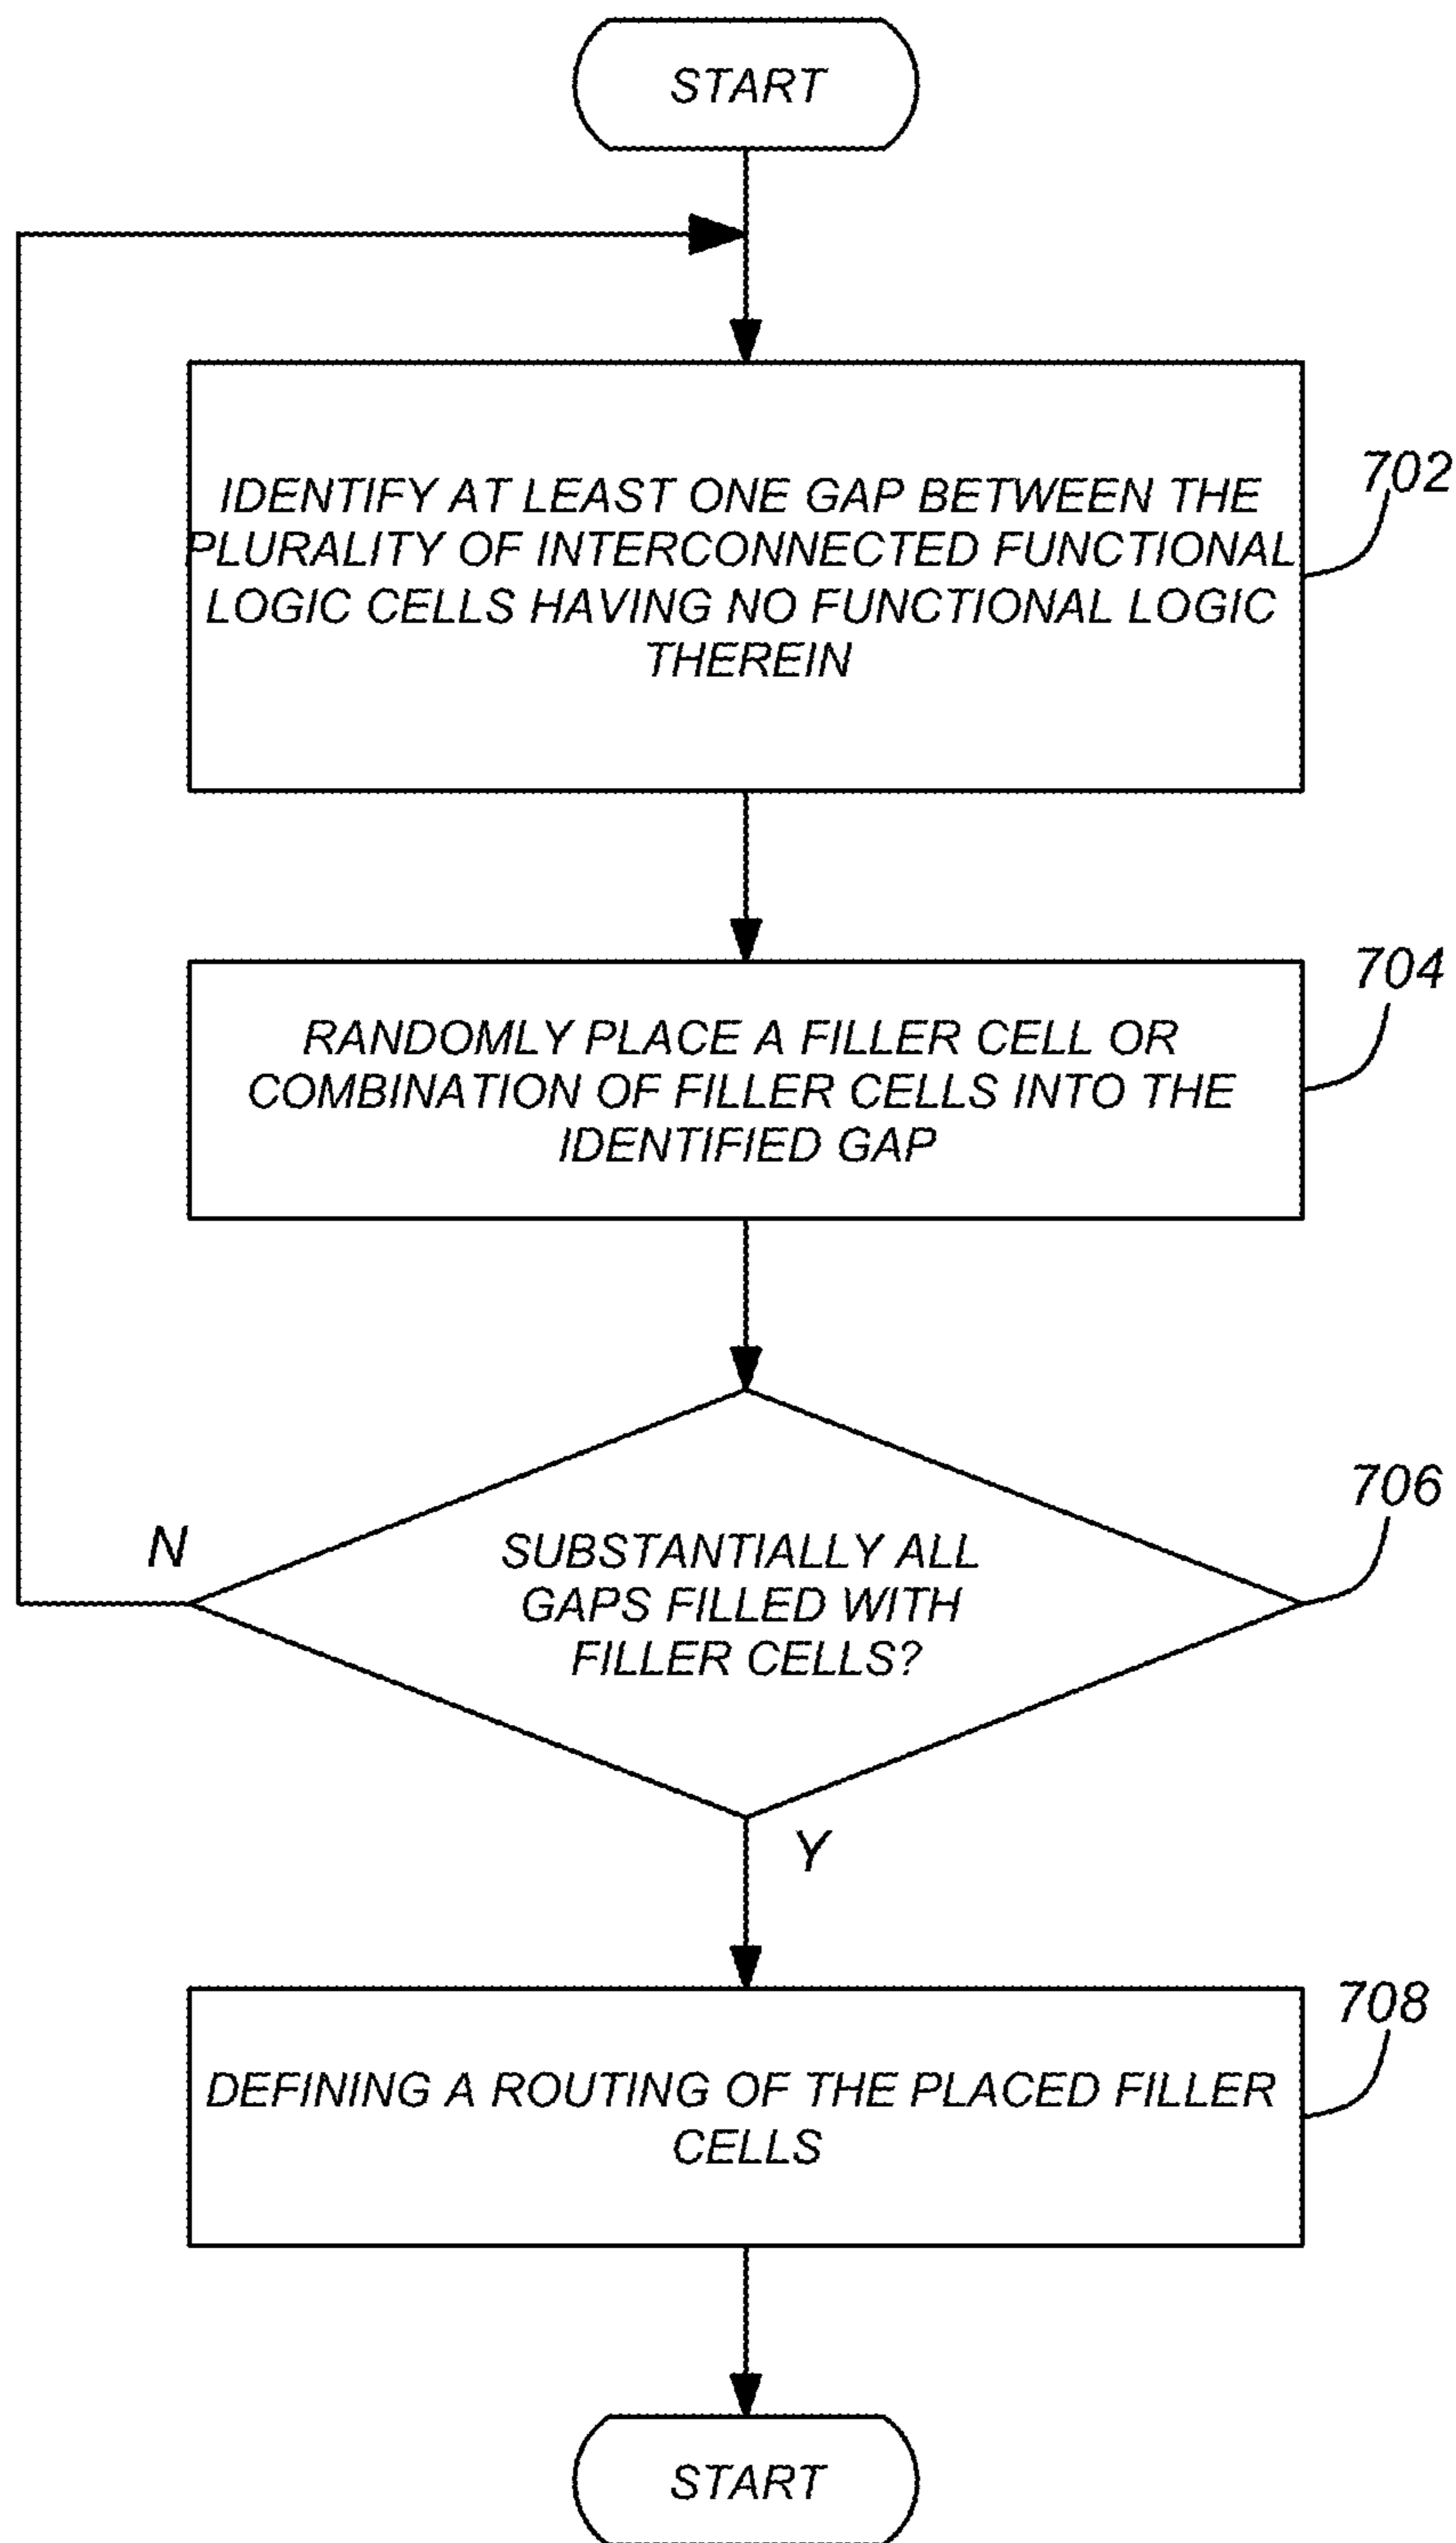 START
IDENTIFY AT LEAST ONE GAP BETWEEN THE
PLURALITY OF INTERCONNECTED FUNCTIONAL
LOGIC CELLS HAVING NO FUNCTIONAL LOGIC
THEREIN
702
RANDOMLY PLACE A FILLER CELL OR
COMBINATION OF FILLER CELLS INTO THE
IDENTIFIED GAP
704
SUBSTANTIALLY ALL
GAPS FILLED WITH
FILLER CELLS?
706
N
Y
DEFINING A ROUTING OF THE PLACED FILLER
CELLS
708
START